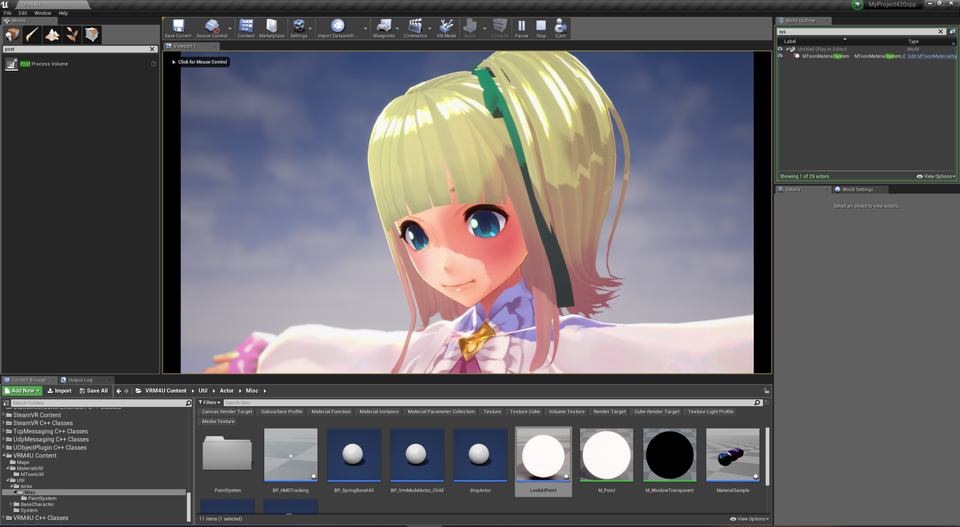 Untitled
MyProject420cpp
File Edit Window Help
Modes
post
Post Process Volume
Save Current Source Control Content Marketplace Settings Import Datasmith... Blueprints Cinematics VR Mode Build Compile Pause Stop Eject
Viewport 1
Click for Mouse Control
World Outliner
sys
Label Type
Untitled (Play In Editor) World
MToonMaterialSystem MToonMaterialSystem_C Edit MToonMaterialSy
Showing 1 of 29 actors
View Options
Details World Settings
Select an object to view details.
Content Browser Output Log
Add New Import Save All VRM4U Content Util Actor Misc
Search Folders
SteamVR Content
SteamVR C++ Classes
TcpMessaging C++ Classes
UdpMessaging C++ Classes
UObjectPlugin C++ Classes
VRM4U Content
Maps
MaterialUtil
MToonUtil
Util
Actor
Misc
PaintSystem
BaseCharacter
System
VRM4U C++ Classes
Filters Search Misc
Canvas Render Target Subsurface Profile Material Function Material Instance Material Parameter Collection Texture Texture Cube Volume Texture Render Target Cube Render Target Texture Light Profile
Media Texture
PaintSystem BP_HMDTracking BP_SpringBoneUtil BP_VrmModelActor_Child dropActor LookAtPoint M_Point M_WindowTransparent MaterialSample
11 items (1 selected)
View Options